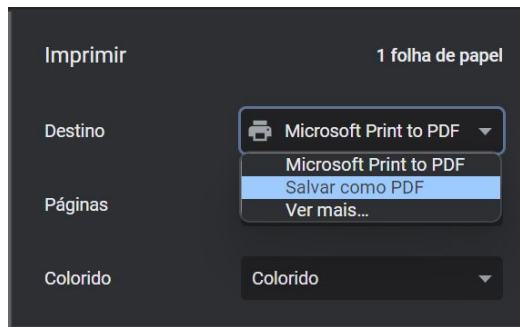 Imprimir 1 folha de papel
Destino Microsoft Print to PDF
Microsoft Print to PDF
Salvar como PDF
Páginas Ver mais...
Colorido Colorido